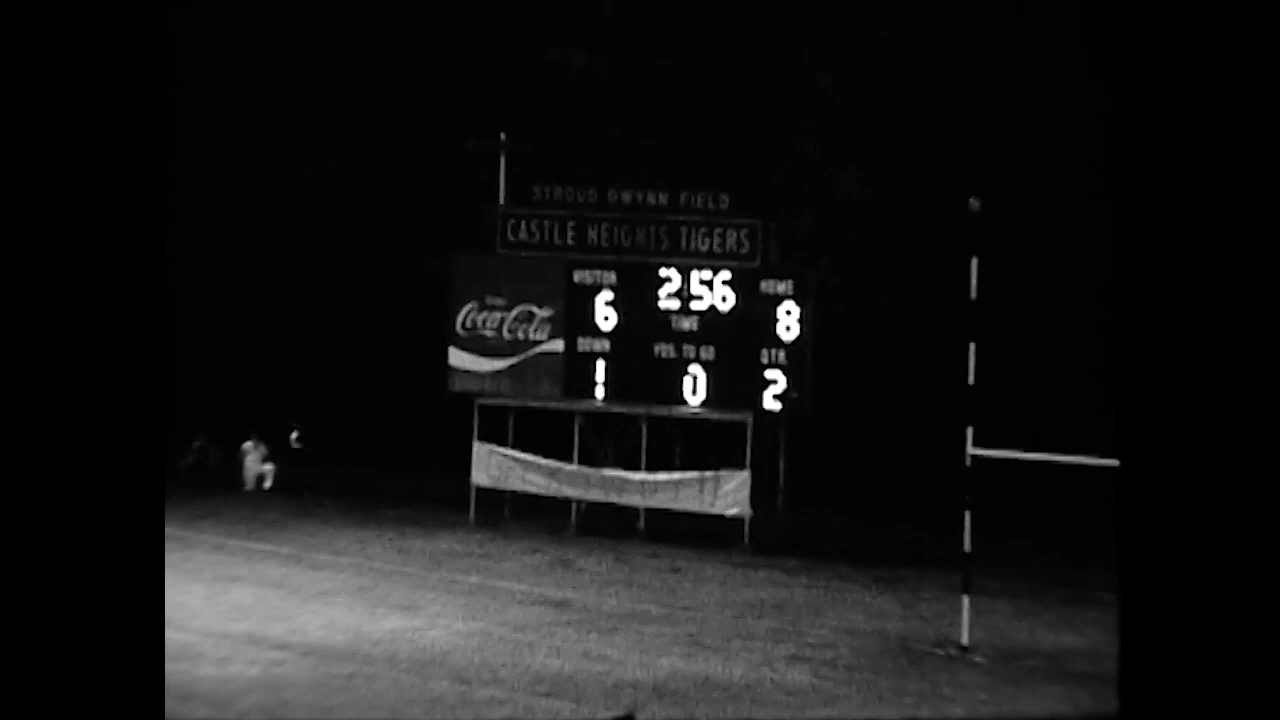 STROUD GWYNN FIELD
CASTLE HEIGHTS TIGERS
VISITOR
6
2:56
TIME
HOME
8
Coca-Cola
DOWN
1
YDS. TO GO
0
QTR.
2